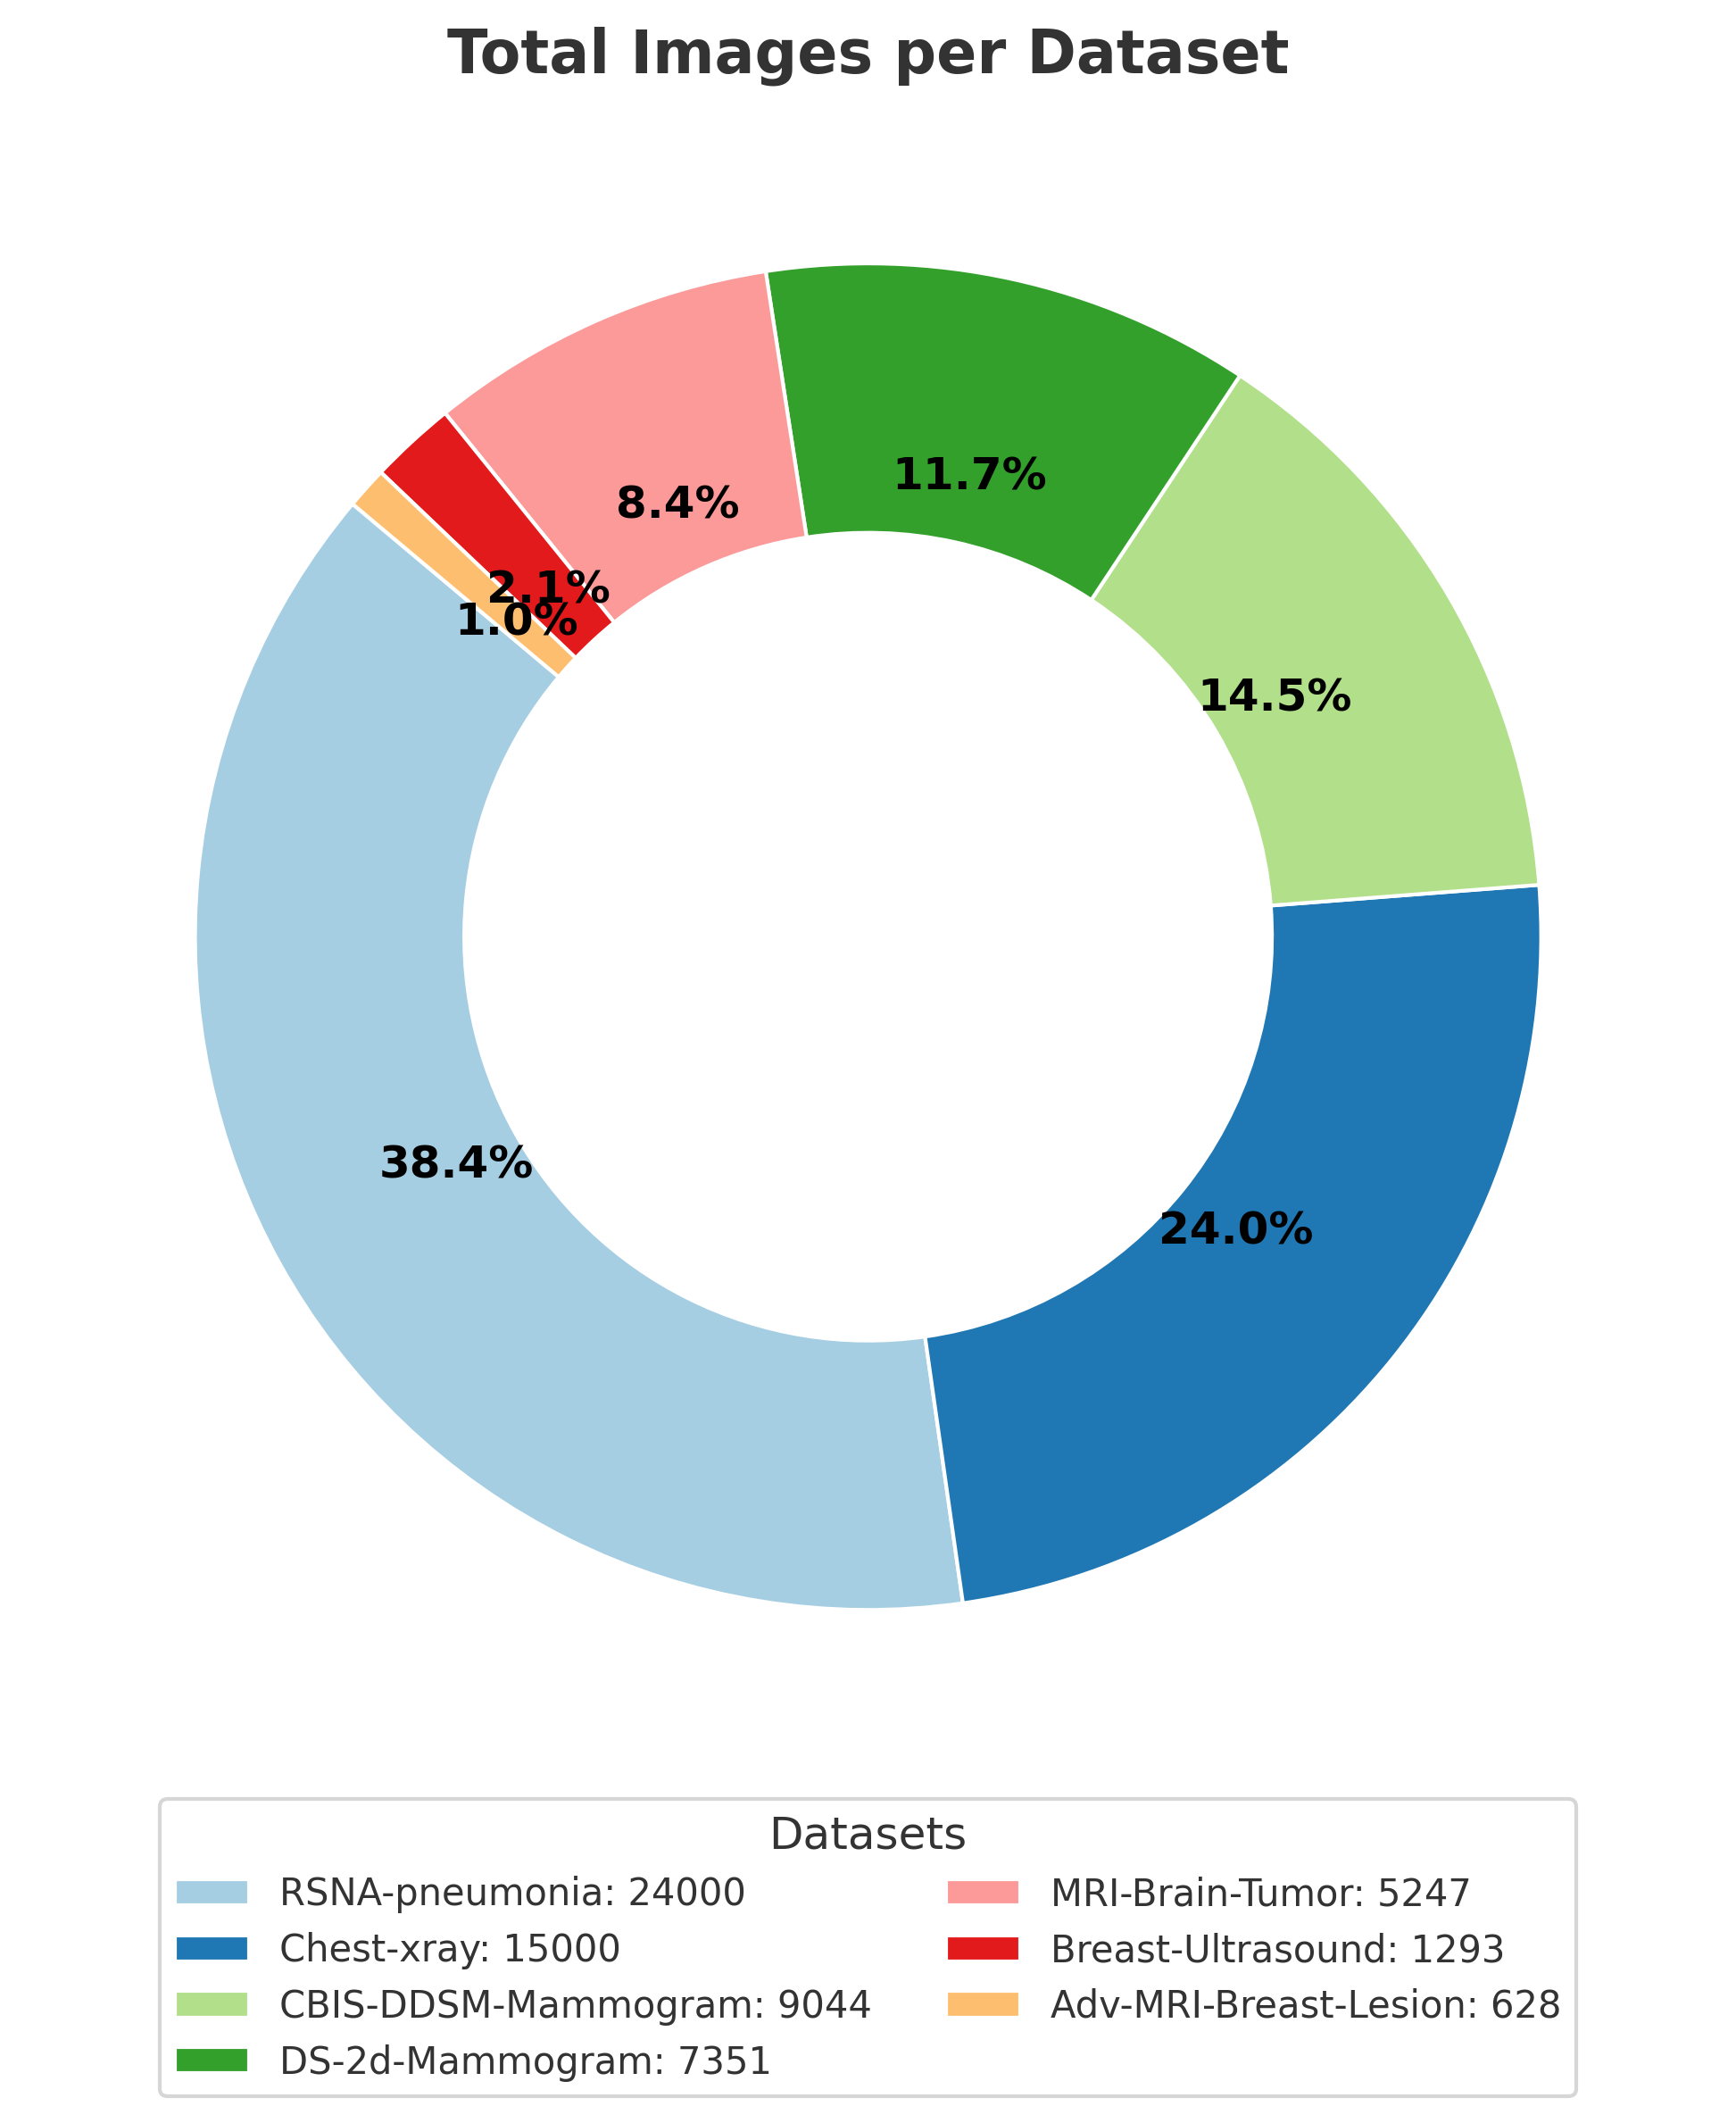 Total Images per Dataset
11.7%
8.4%
2.1%
1.0%
14.5%
38.4%
24.0%
Datasets
RSNA-pneumonia: 24000
Chest-xray: 15000
CBIS-DDSM-Mammogram: 9044
DS-2d-Mammogram: 7351
MRI-Brain-Tumor: 5247
Breast-Ultrasound: 1293
Adv-MRI-Breast-Lesion: 628